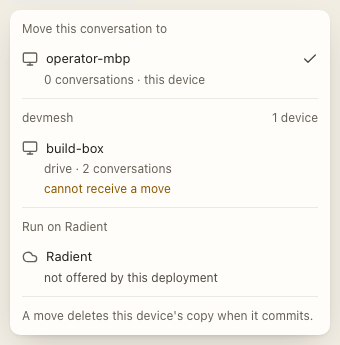 Move this conversation to
operator-mbp
0 conversations · this device
devmesh 1 device
build-box
drive · 2 conversations
cannot receive a move
Run on Radient
Radient
not offered by this deployment
A move deletes this device's copy when it commits.